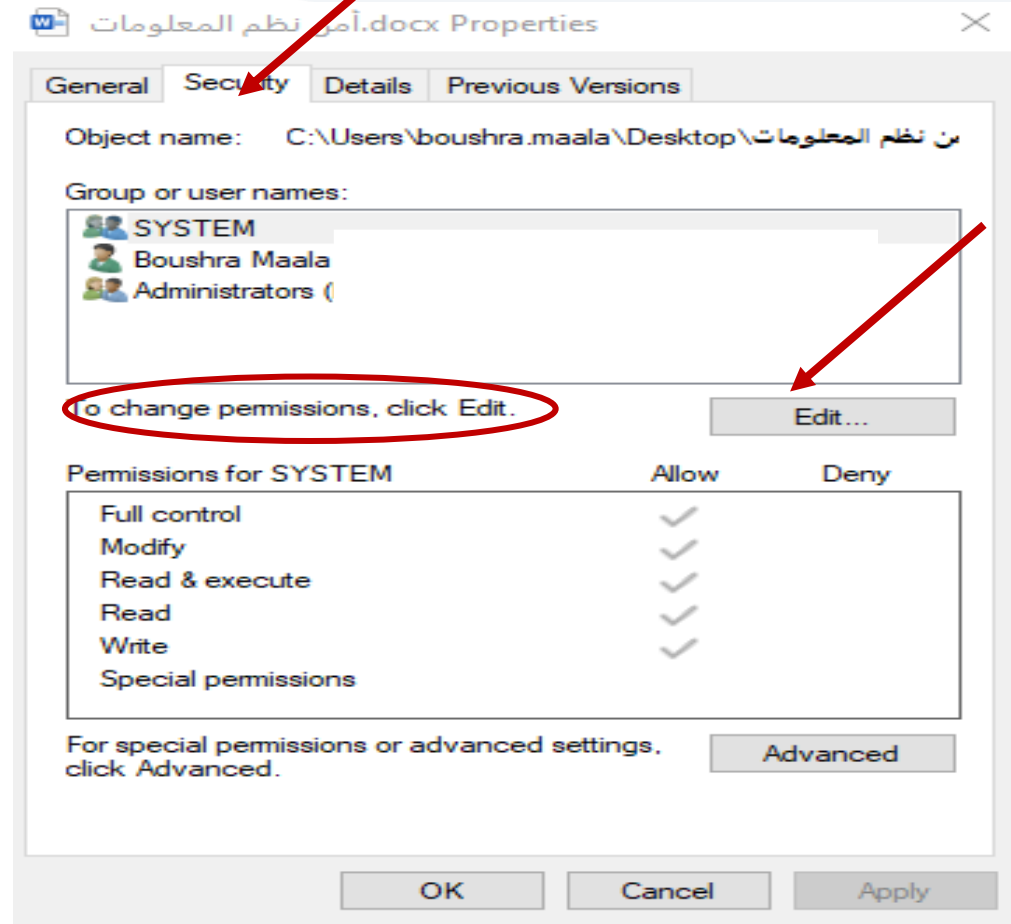 أمن نظم المعلومات.docx Properties
General Security Details Previous Versions
Object name: C:\Users\boushra.maala\Desktop\من نظم المعلومات
Group or user names:
SYSTEM
Boushra Maala
Administrators (
To change permissions, click Edit.
Edit...
Permissions for SYSTEM Allow Deny
Full control
Modify
Read & execute
Read
Write
Special permissions
For special permissions or advanced settings,
click Advanced.
Advanced
OK Cancel Apply